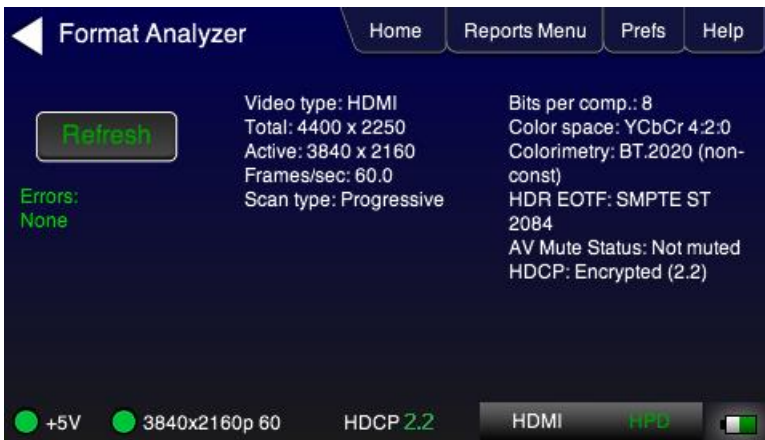 Format Analyzer
Home
Reports Menu
Prefs
Help
Refresh
Errors:
None
Video type: HDMI
Total: 4400 x 2250
Active: 3840 x 2160
Frames/sec: 60.0
Scan type: Progressive
Bits per comp.: 8
Color space: YCbCr 4:2:0
Colorimetry: BT.2020 (non-
const)
HDR EOTF: SMPTE ST
2084
AV Mute Status: Not muted
HDCP: Encrypted (2.2)
+5V
3840x2160p 60
HDCP 2.2
HDMI
HPD